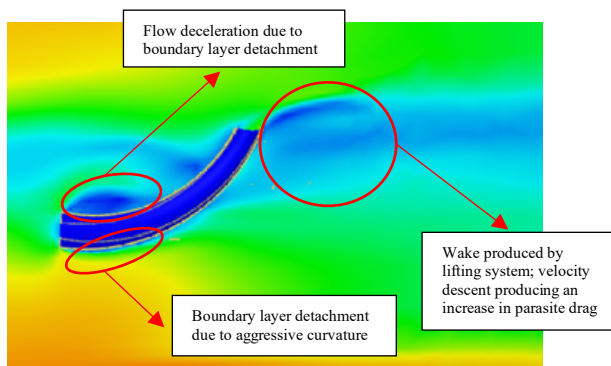 Flow deceleration due to
boundary layer detachment
Wake produced by
lifting system; velocity
descent producing an
increase in parasite drag
Boundary layer detachment
due to aggressive curvature